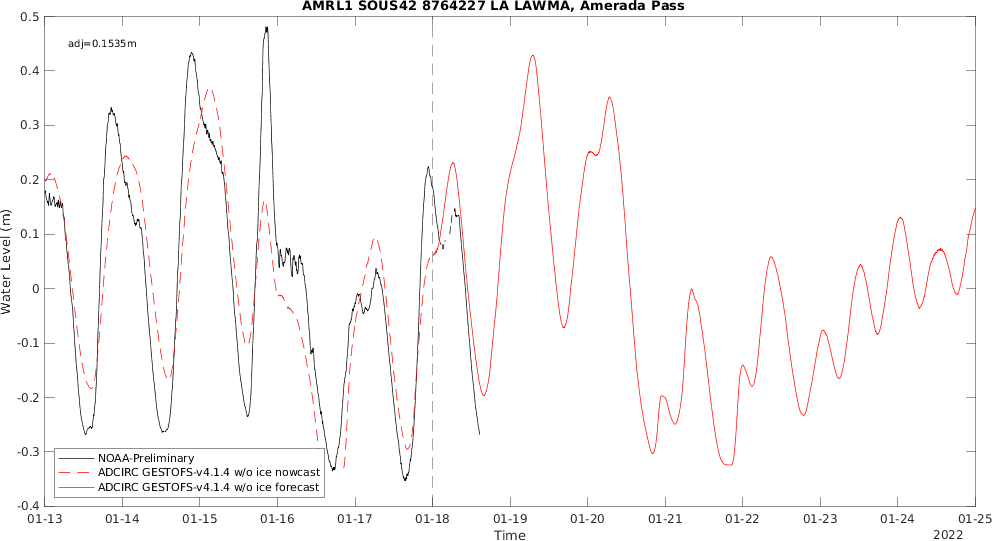 AMRL1 SOUS42 8764227 LA LAWMA, Amerada Pass
adj=0.1535m
0.5
0.4
0.3
0.2
0.1
0
-0.1
-0.2
-0.3
-0.4
Water Level (m)
NOAA-Preliminary
ADCIRC GESTOFS-v4.1.4 w/o ice nowcast
ADCIRC GESTOFS-v4.1.4 w/o ice forecast
01-13 01-14 01-15 01-16 01-17 01-18 01-19 01-20 01-21 01-22 01-23 01-24 01-25
Time
2022